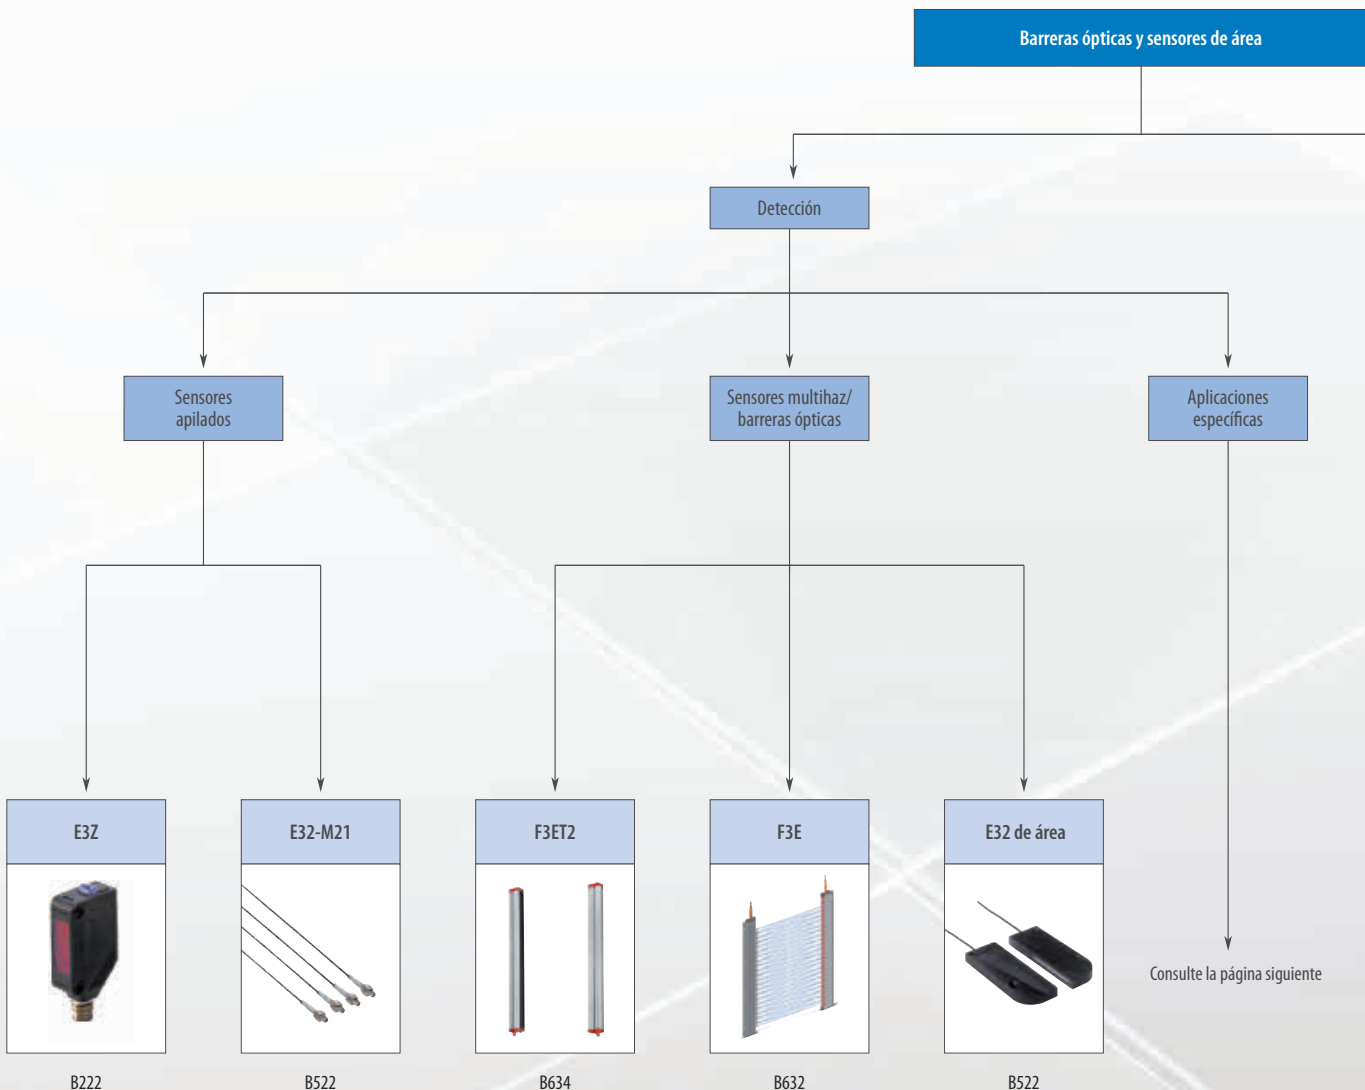 Barreras ópticas y sensores de área
Detección
Sensores
apilados
Sensores multihaz/
barreras ópticas
Aplicaciones
específicas
E3Z
E32-M21
F3ET2
F3E
E32 de área
Consulte la página siguiente
B222
B522
B634
B632
B522